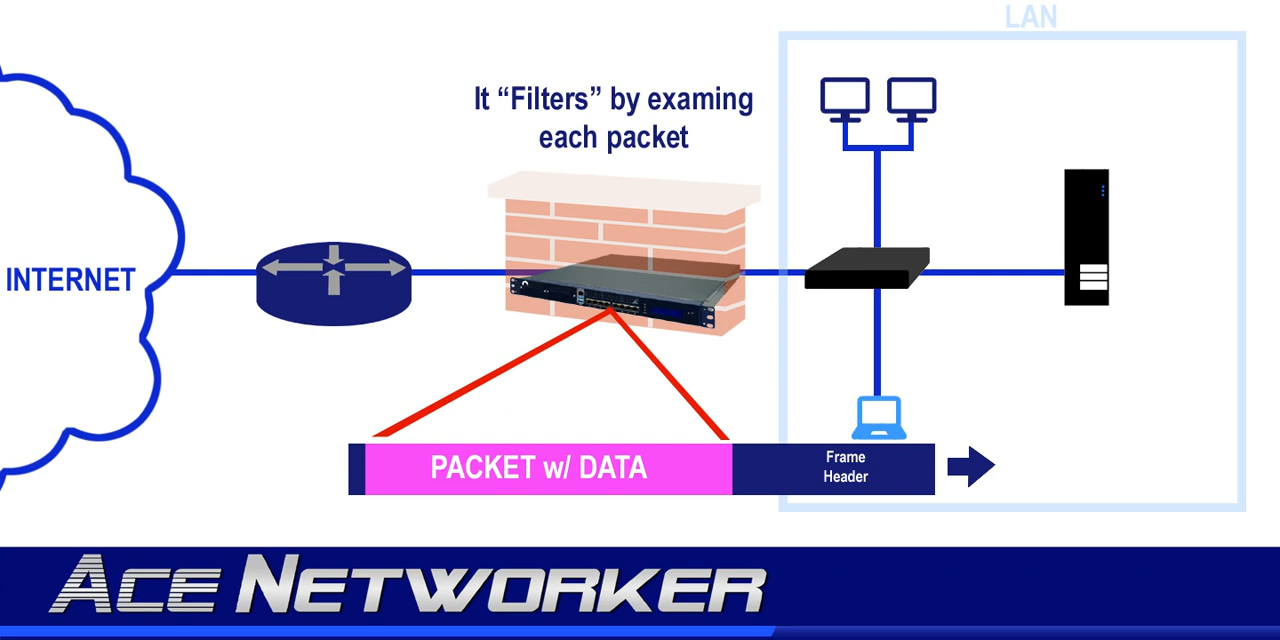 LAN
It “Filters” by examing
each packet
INTERNET
PACKET w/ DATA
Frame
Header
ACE NETWORKER